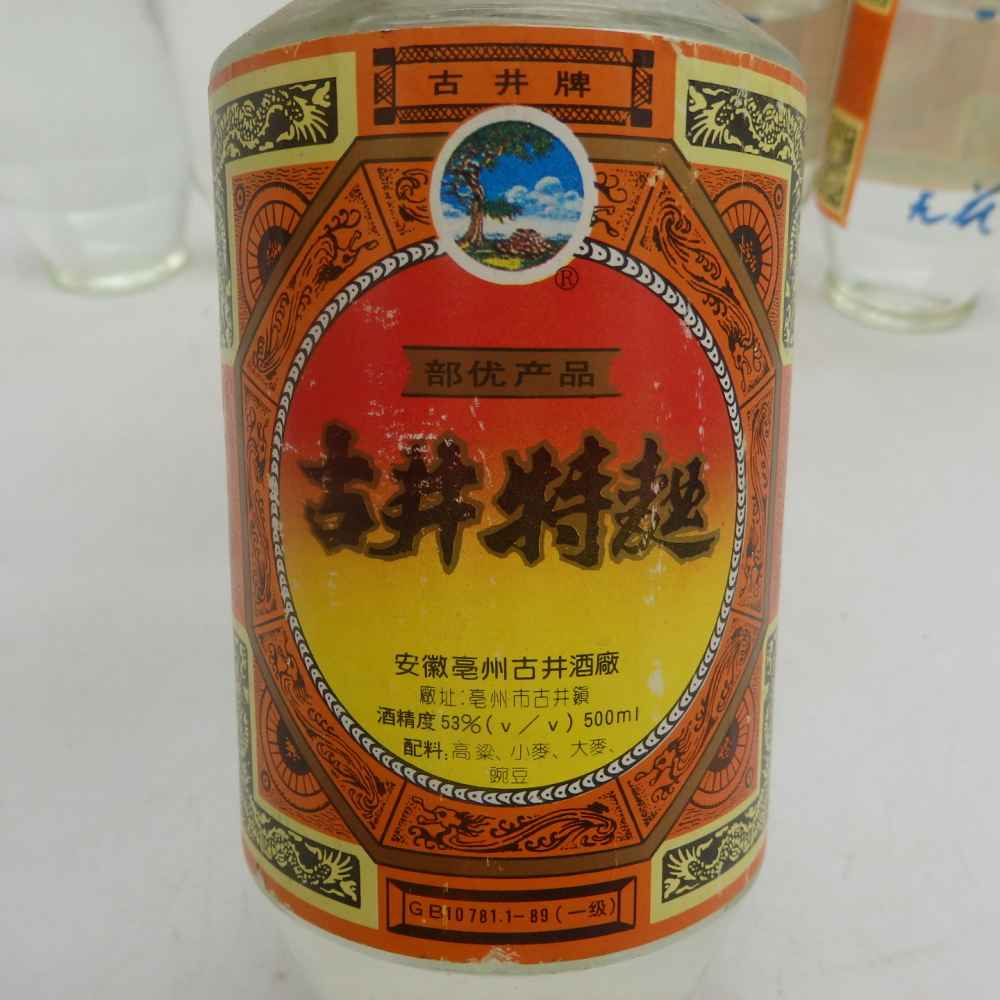 古井牌
®
部优产品
古井特麯
安徽亳州古井酒廠
廠址:亳州市古井鎮
酒精度53%(v/v) 500ml
配料:高粱、小麥、大麥、
豌豆
GB10781.1-89(一级)